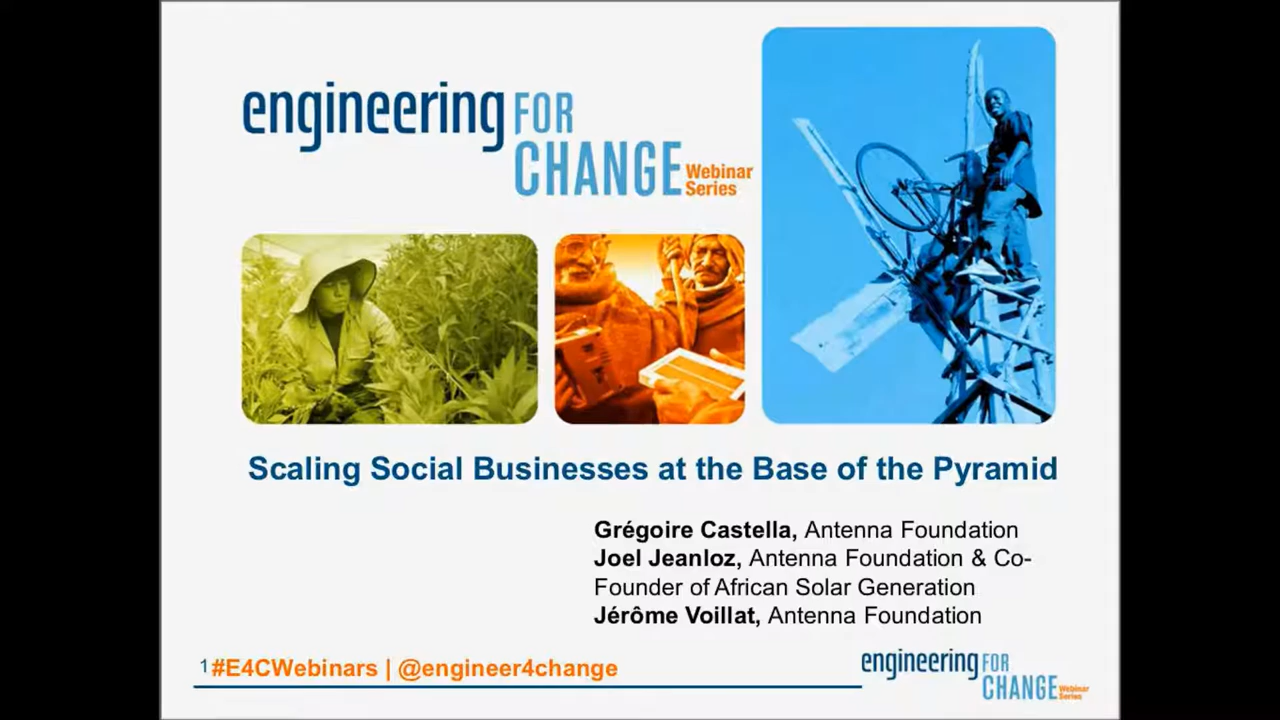 engineering FOR
CHANGE Webinar
Series
Scaling Social Businesses at the Base of the Pyramid
Grégoire Castella, Antenna Foundation
Joel Jeanloz, Antenna Foundation & Co-
Founder of African Solar Generation
Jérôme Voillat, Antenna Foundation
1 #E4CWebinars | @engineer4change
engineering FOR
CHANGE Webinar
Series